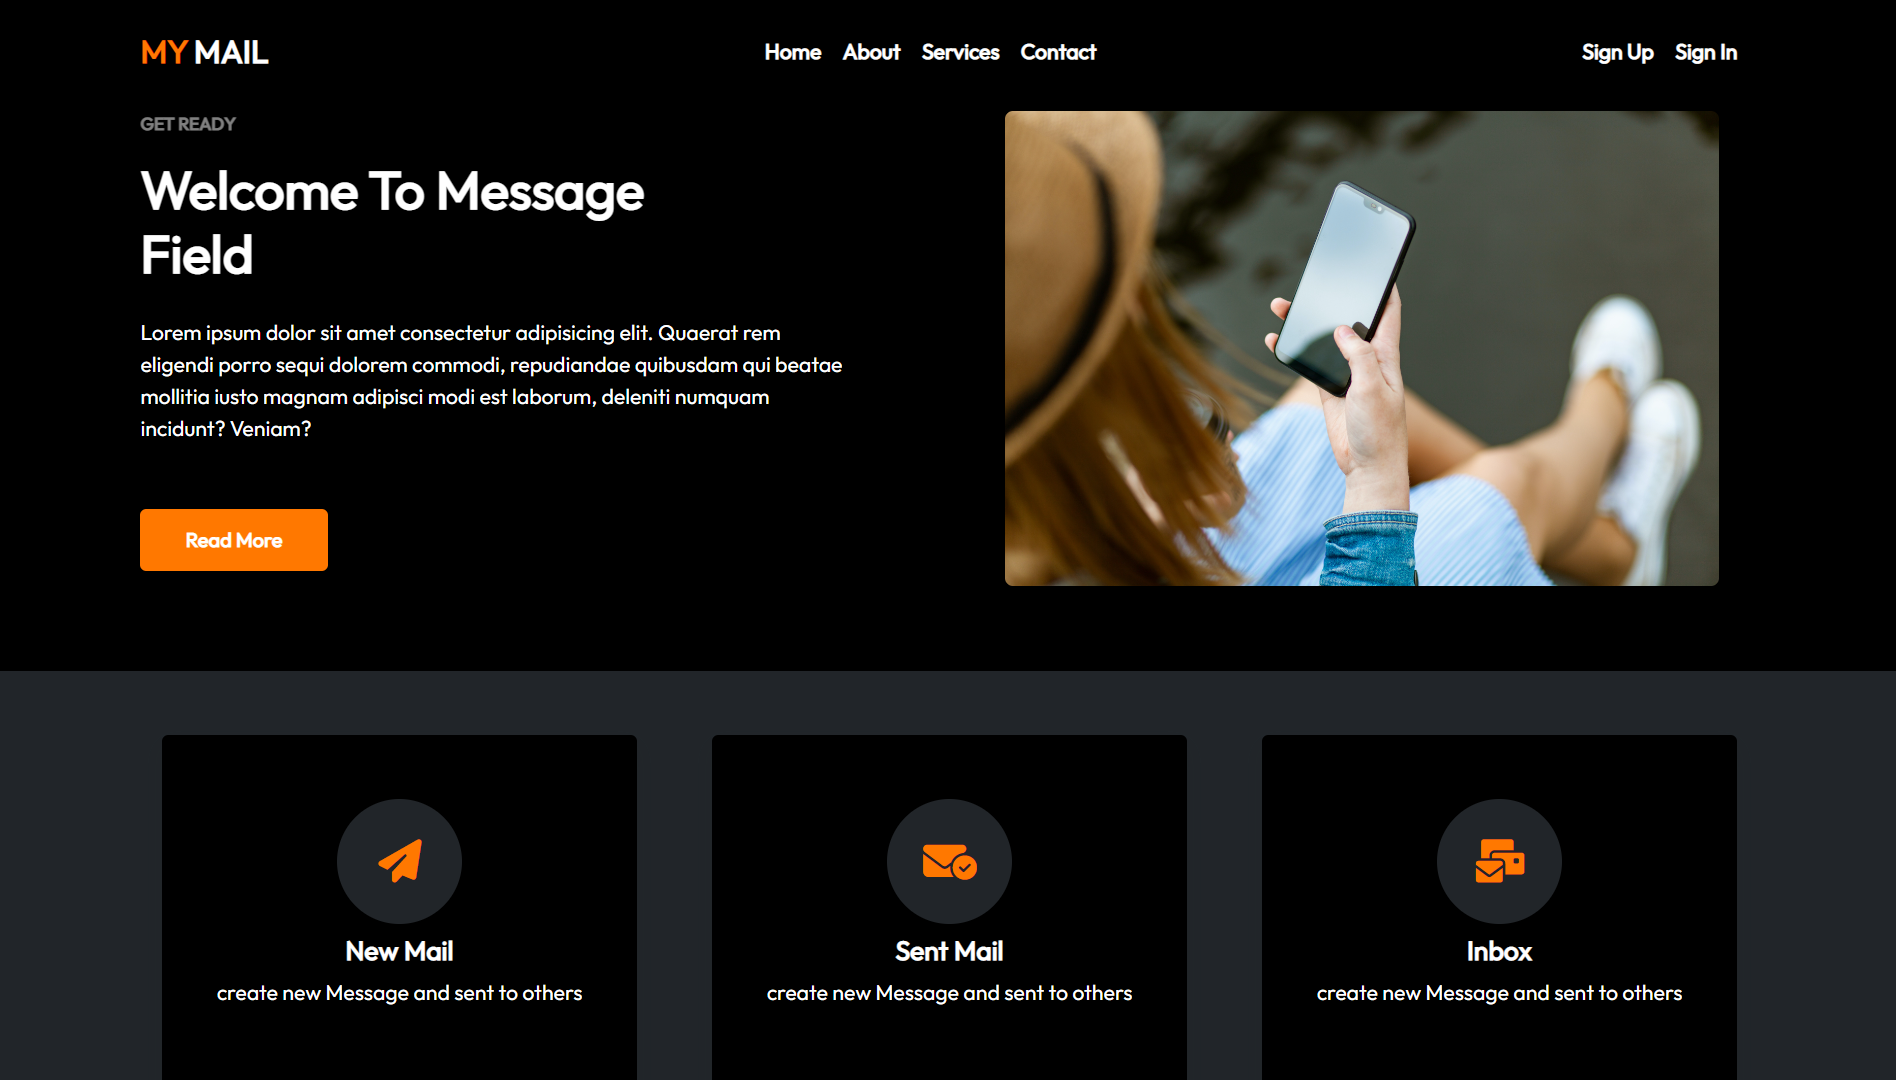 MY MAIL
Home About Services Contact
Sign Up Sign In
GET READY
Welcome To Message
Field
Lorem ipsum dolor sit amet consectetur adipisicing elit. Quaerat rem
eligendi porro sequi dolorem commodi, repudiandae quibusdam qui beatae
mollitia iusto magnam adipisci modi est laborum, deleniti numquam
incidunt? Veniam?
Read More
New Mail
create new Message and sent to others
Sent Mail
create new Message and sent to others
Inbox
create new Message and sent to others